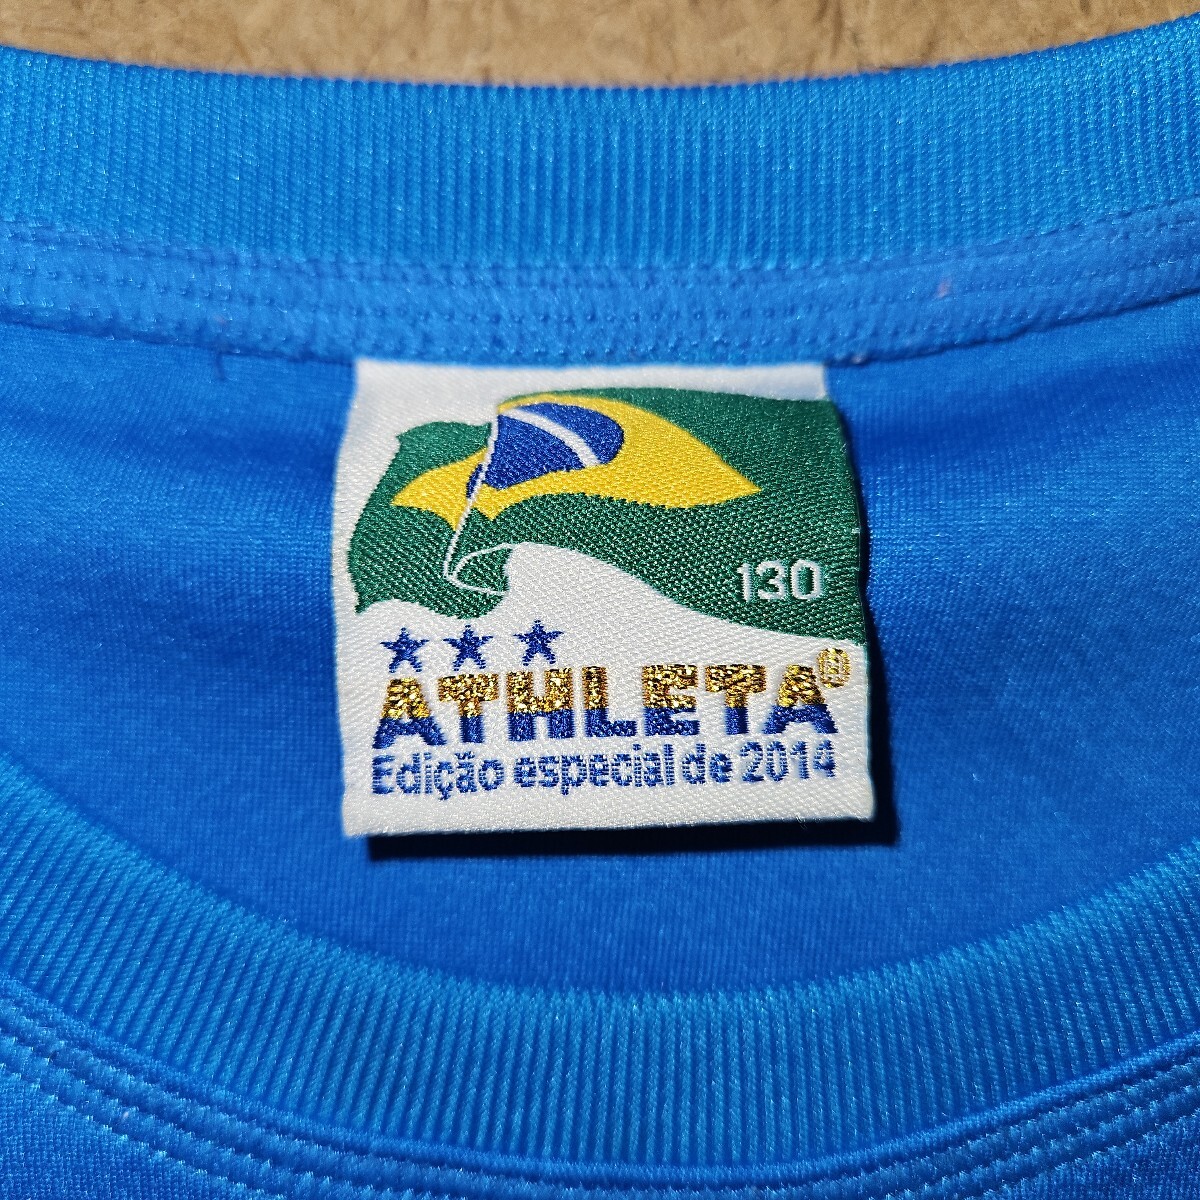 130
ATHLETA®
Edição especial de 2014